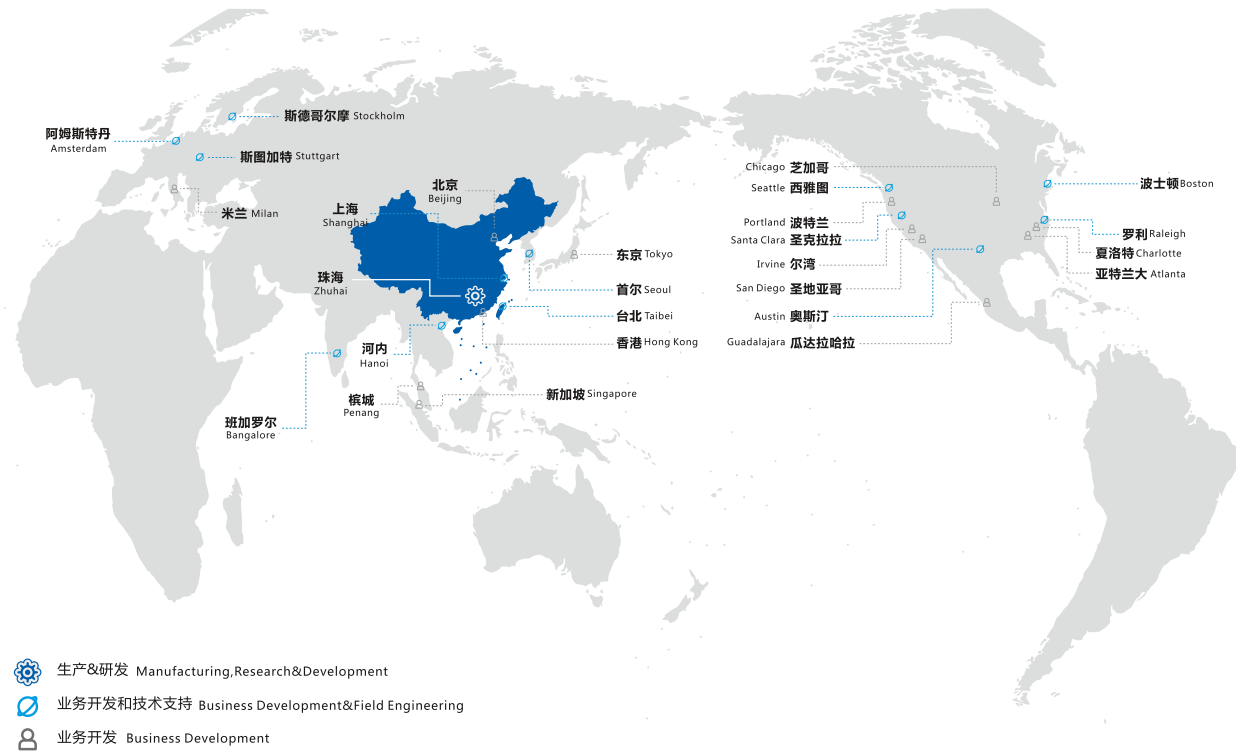 斯德哥尔摩 Stockholm
阿姆斯特丹
Amsterdam
斯图加特 Stuttgart
米兰 Milan
北京
Beijing
上海
Shanghai
珠海
Zhuhai
东京 Tokyo
首尔 Seoul
台北 Taibei
香港 Hong Kong
河内
Hanoi
槟城
Penang
新加坡 Singapore
班加罗尔
Bangalore
Chicago 芝加哥
Seattle 西雅图
Portland 波特兰
Santa Clara 圣克拉拉
Irvine 尔湾
San Diego 圣地亚哥
Austin 奥斯汀
Guadalajara 瓜达拉哈拉
波士顿 Boston
罗利 Raleigh
夏洛特 Charlotte
亚特兰大 Atlanta
生产&研发 Manufacturing,Research&Development
业务开发和技术支持 Business Development&Field Engineering
业务开发 Business Development